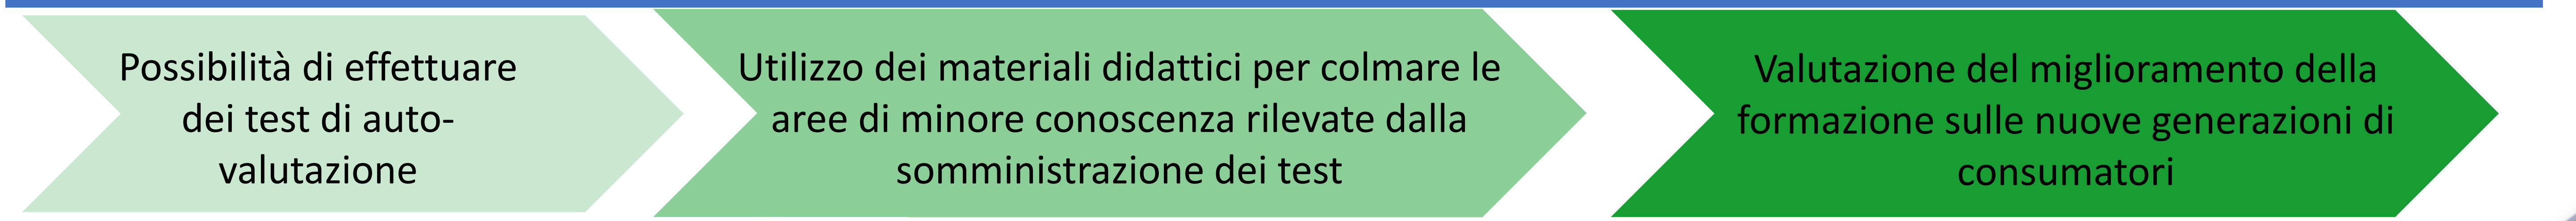 Possibilità di effettuare
dei test di auto-
valutazione
Utilizzo dei materiali didattici per colmare le
aree di minore conoscenza rilevate dalla
somministrazione dei test
Valutazione del miglioramento della
formazione sulle nuove generazioni di
consumatori